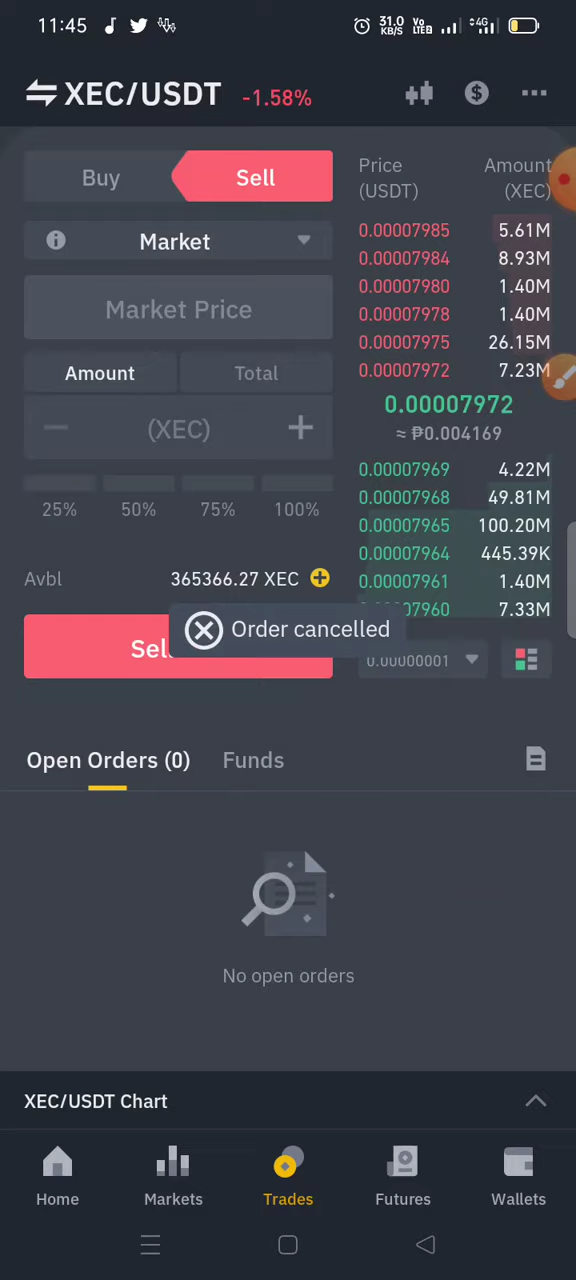 11:45
31.0
KB/S
Vo
LTE2
4G
XEC/USDT -1.58%
Buy
Sell
Market
Market Price
Amount
Total
(XEC)
25% 50% 75% 100%
Avbl 365366.27 XEC
Sel
Order cancelled
Price
(USDT)
Amount
(XEC)
0.00007985 5.61M
0.00007984 8.93M
0.00007980 1.40M
0.00007978 1.40M
0.00007975 26.15M
0.00007972 7.23M
0.00007972
≈ ₱0.004169
0.00007969 4.22M
0.00007968 49.81M
0.00007965 100.20M
0.00007964 445.39K
0.00007961 1.40M
7960 7.33M
0.00000001
Open Orders (0)
Funds
No open orders
XEC/USDT Chart
Home
Markets
Trades
Futures
Wallets